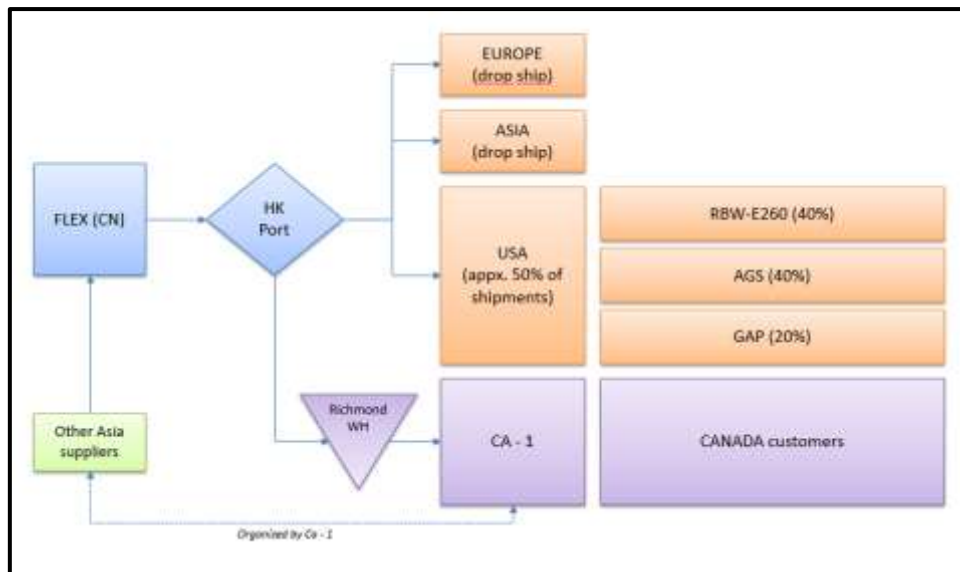 EUROPE
(drop ship)
ASIA
(drop ship)
FLEX (CN)
HK
Port
USA
(appx. 50% of
shipments)
RBW-E260 (40%)
AGS (40%)
GAP (20%)
Other Asia
suppliers
Richmond
WH
CA - 1
CANADA customers
Organized by Ca - 1